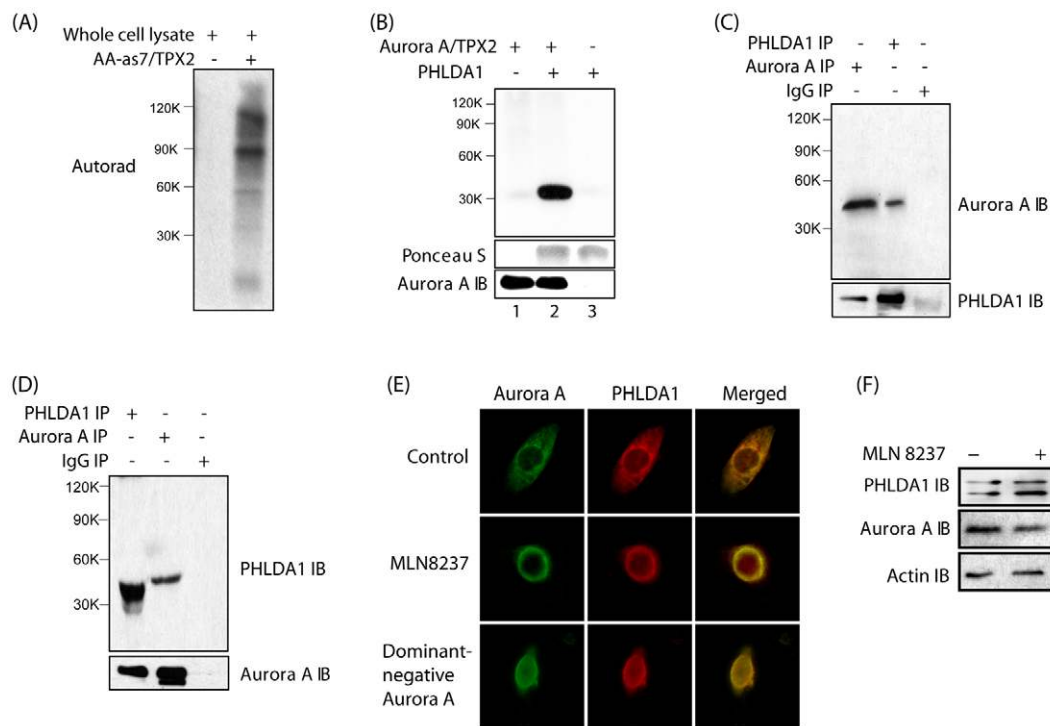 (A)
Whole cell lysate + +
AA-as7/TPX2 - +
120K
90K
Autorad
60K
30K
(B)
Aurora A/TPX2 + + -
PHLDA1 - + +
120K
90K
60K
30K
Ponceau S
Aurora A IB
1 2 3
(C)
PHLDA1 IP - + -
Aurora A IP + - -
IgG IP - - +
120K
90K
60K
Aurora A IB
30K
PHLDA1 IB
(D)
PHLDA1 IP + - -
Aurora A IP - + -
IgG IP - - +
120K
90K
60K
PHLDA1 IB
30K
Aurora A IB
(E)
Aurora A PHLDA1 Merged
Control
MLN8237
Dominant-
negative
Aurora A
(F)
MLN 8237 – +
PHLDA1 IB
Aurora A IB
Actin IB